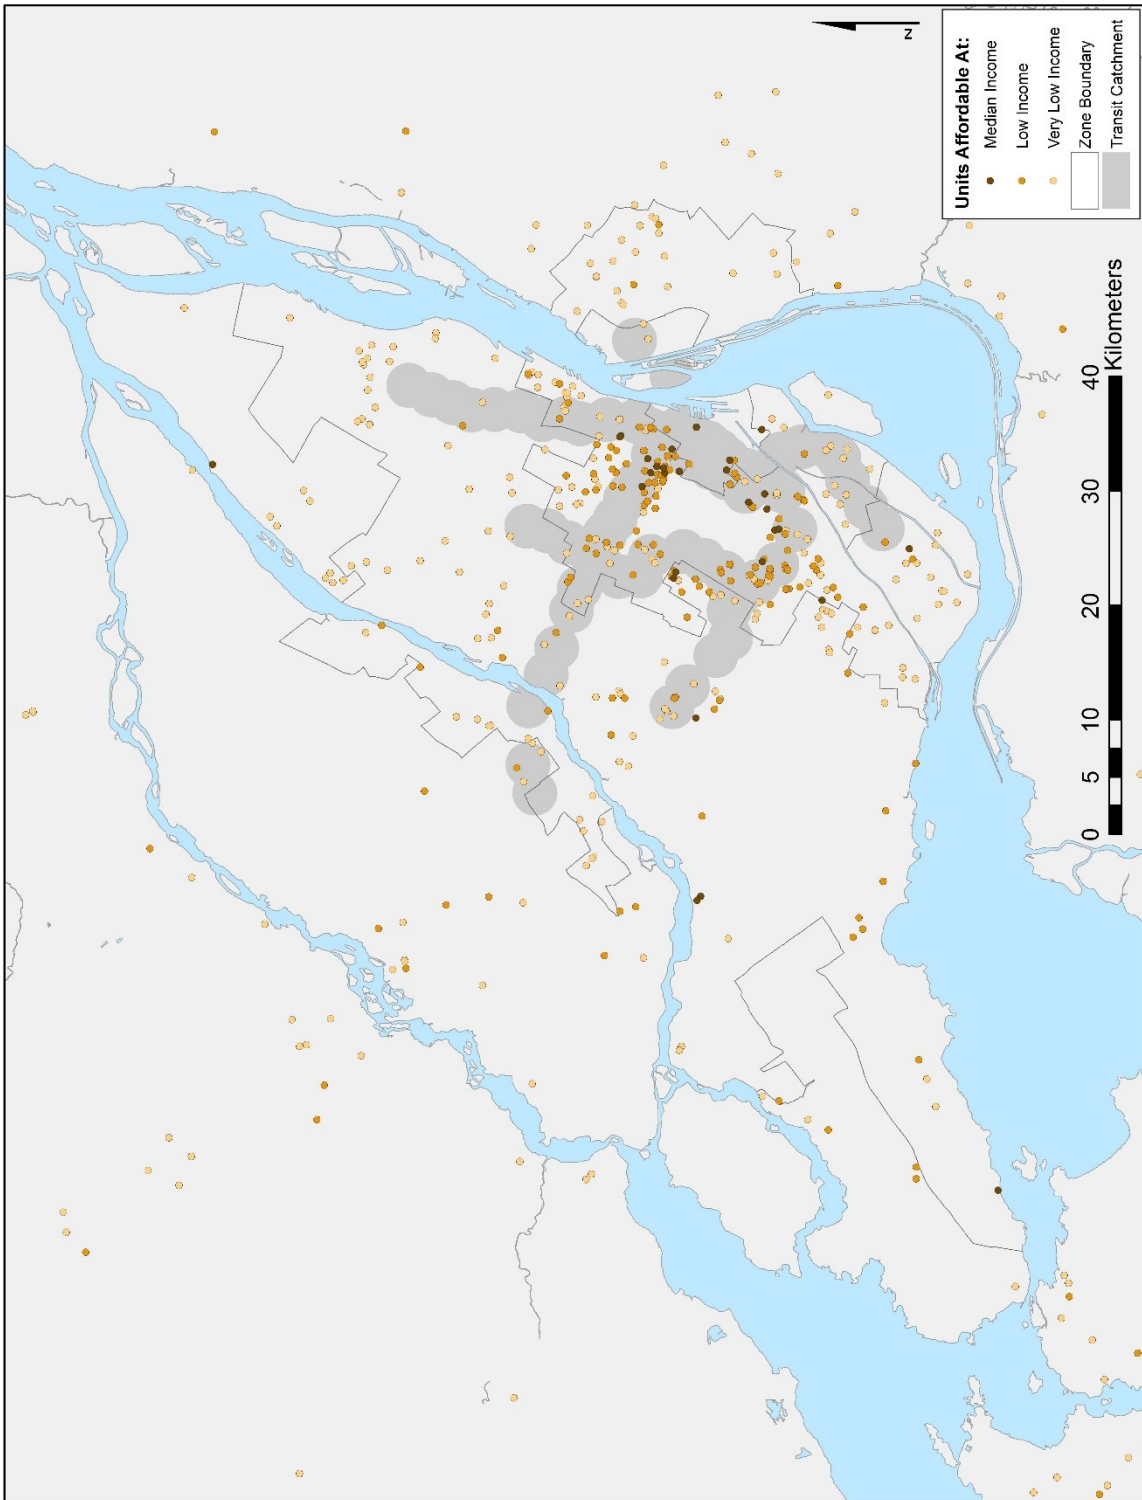 N
Units Affordable At:
Median Income
Low Income
Very Low Income
Zone Boundary
Transit Catchment
0 5 10 20 30 40
Kilometers